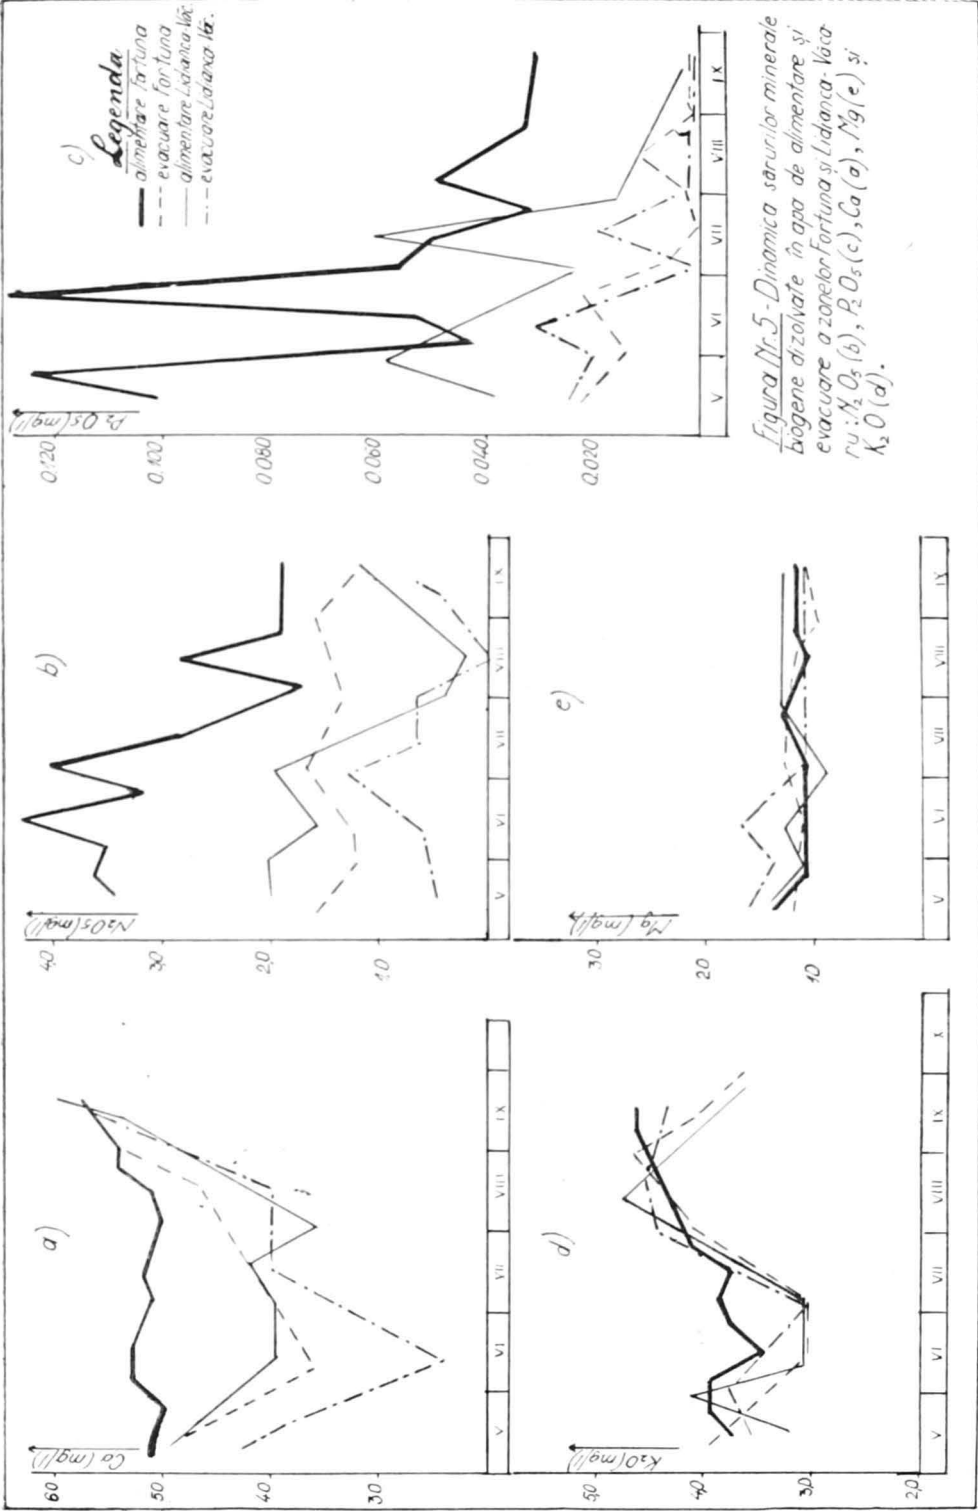 a)
Ca (mg/l)
60
50
40
30
V VI VII VIII IX
b)
N₂O₅ (mg/l)
4,0
3,0
2,0
1,0
V VI VII VIII IX
c)
Legenda
alimentare Fortuna
evacuare Fortuna
alimentare Lidianca-Văc.
evacuare Lidianca Văc.
P₂O₅ (mg/l)
0.120
0.100
0.080
0.060
0.040
0.020
V VI VII VIII IX
d)
K₂O (mg/l)
5,0
4,0
3,0
2,0
V VI VII VIII IX X
e)
Mg (mg/l)
30
20
10
V VI VII VIII IX
Figura Nr.5 - Dinamica sărurilor minerale
biogene dizolvate în apa de alimentare și
evacuare a zonelor Fortuna și Lidianca-Văca-
ru: N₂O₅ (b), P₂O₅ (c), Ca (a), Mg (e) și
K₂O (d).